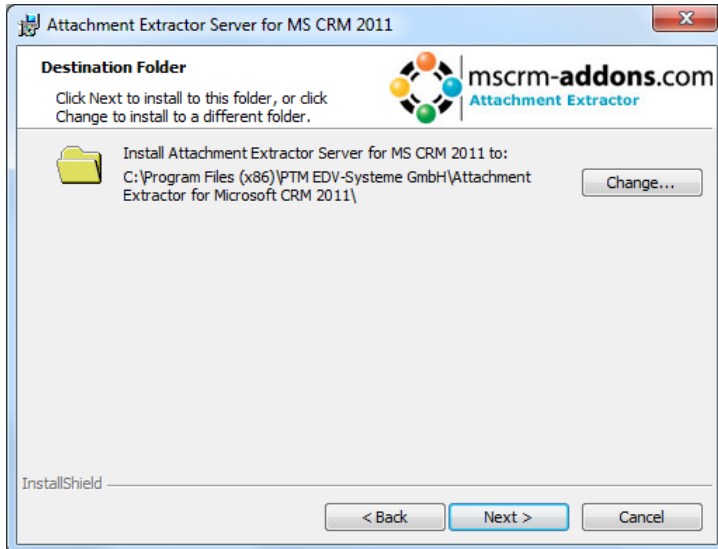 Attachment Extractor Server for MS CRM 2011
Destination Folder
Click Next to install to this folder, or click
Change to install to a different folder.
mscrm-addons.com
Attachment Extractor
Install Attachment Extractor Server for MS CRM 2011 to:
C:\Program Files (x86)\PTM EDV-Systeme GmbH\Attachment
Extractor for Microsoft CRM 2011\
Change...
InstallShield
< Back
Next >
Cancel